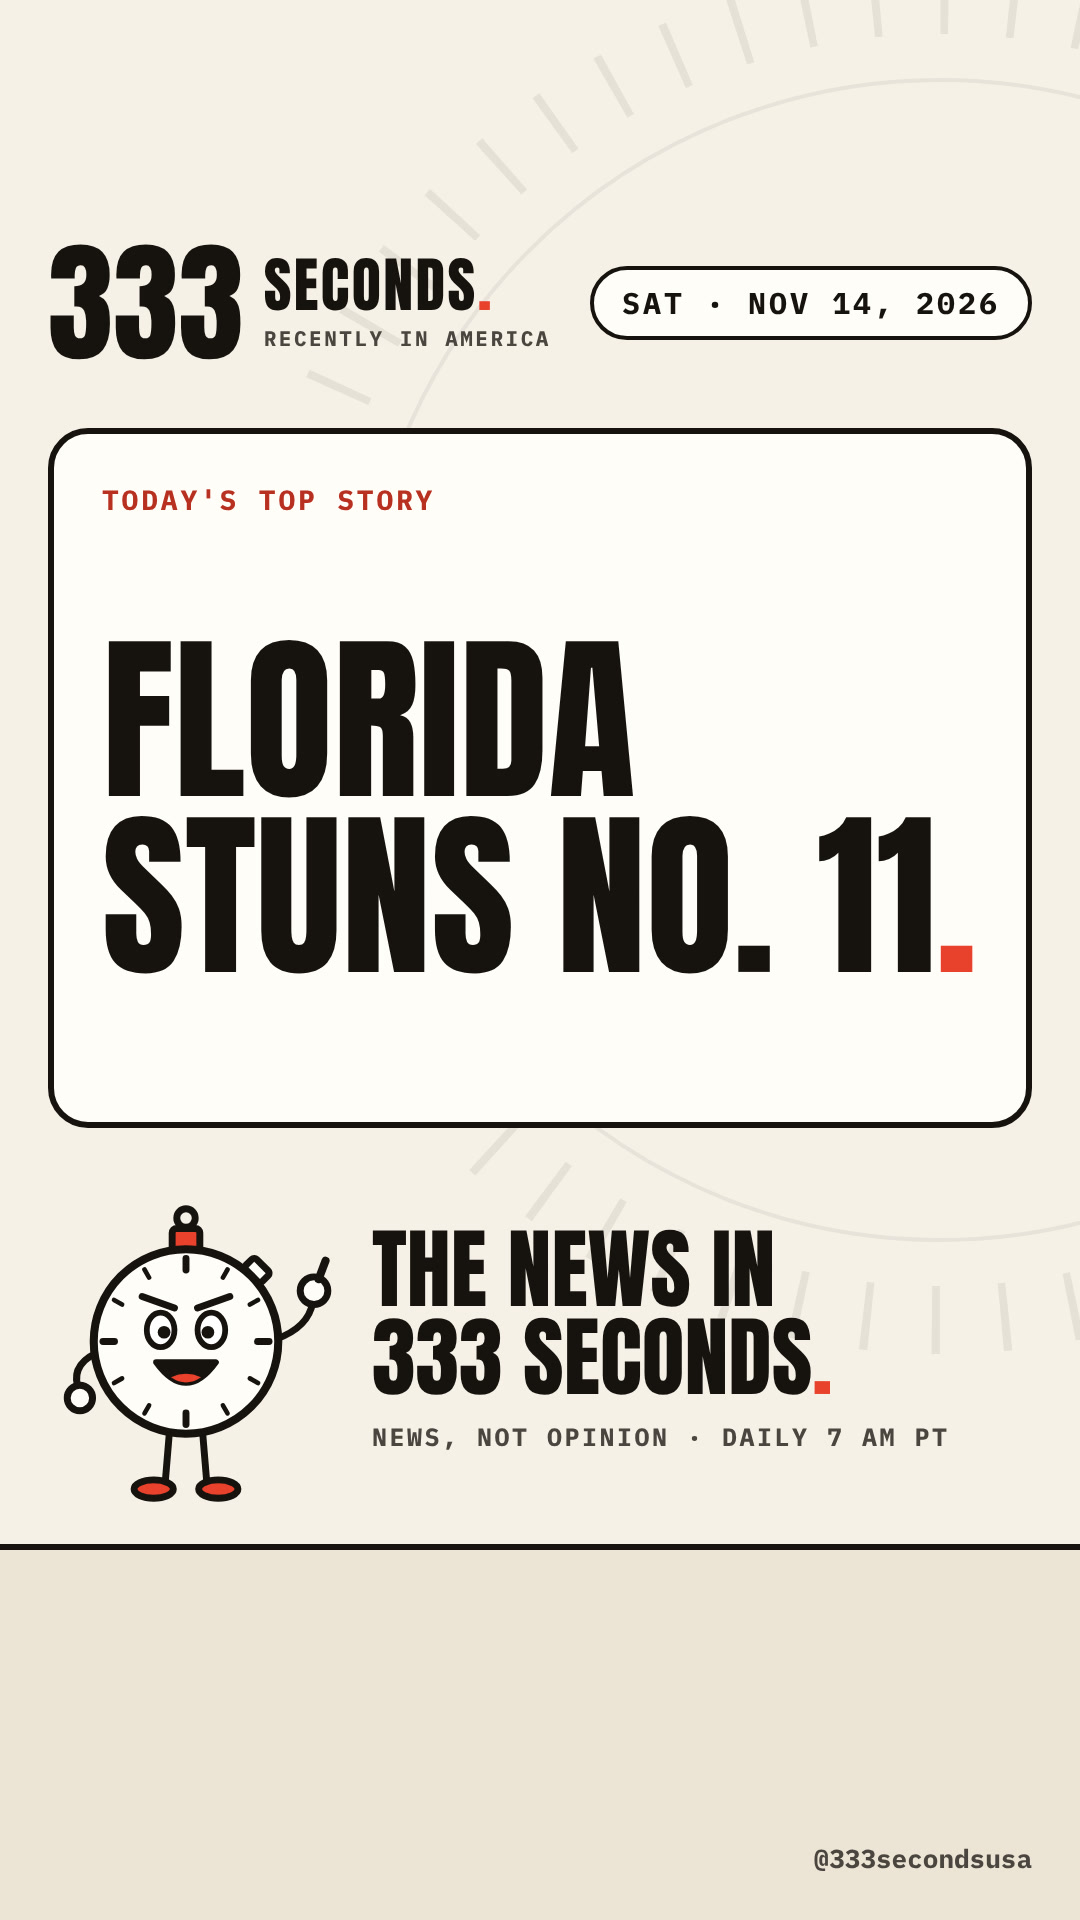 333 SECONDS.
RECENTLY IN AMERICA
SAT · NOV 14, 2026
TODAY'S TOP STORY
FLORIDA
STUNS NO. 11.
THE NEWS IN
333 SECONDS.
NEWS, NOT OPINION · DAILY 7 AM PT
@333secondsusa